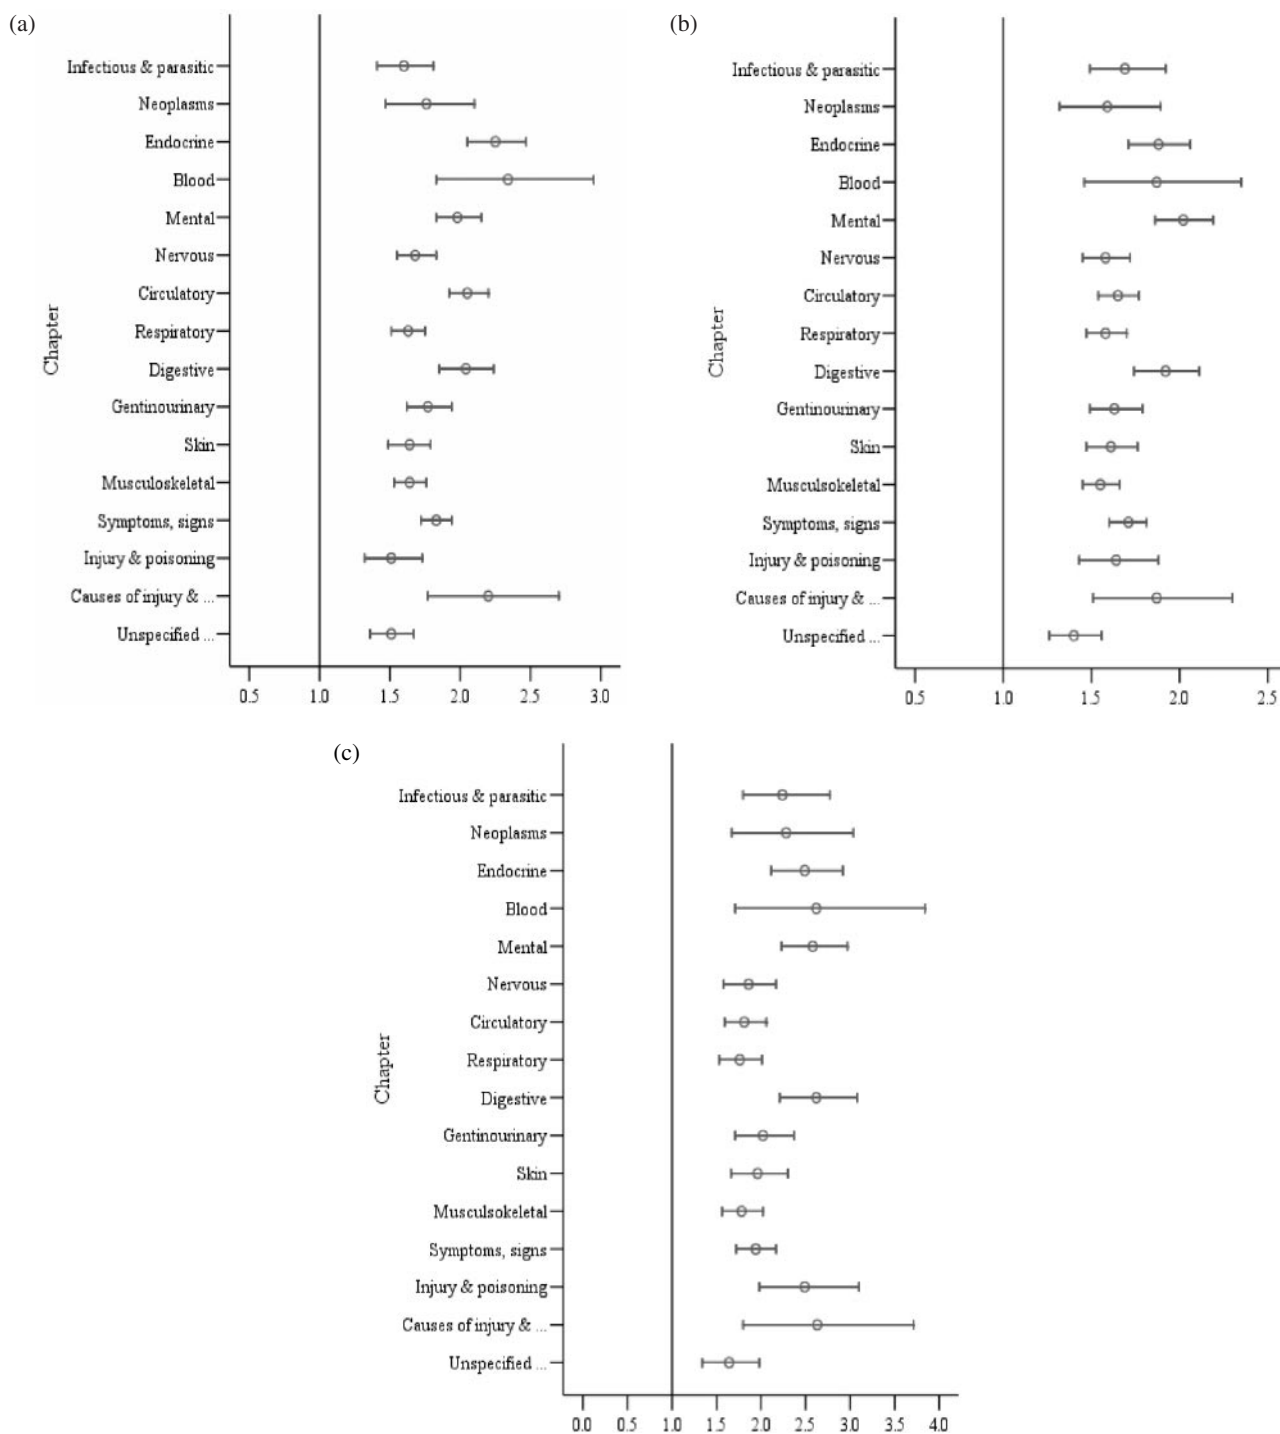 (a)
Infectious & parasitic
Neoplasms
Endocrine
Blood
Mental
Nervous
Circulatory
Respiratory
Digestive
Gentinourinary
Skin
Musculoskeletal
Symptoms, signs
Injury & poisoning
Causes of injury & ...
Unspecified ...
Chapter
0.5 1.0 1.5 2.0 2.5 3.0
(b)
Infectious & parasitic
Neoplasms
Endocrine
Blood
Mental
Nervous
Circulatory
Respiratory
Digestive
Gentinourinary
Skin
Musculsokeletal
Symptoms, signs
Injury & poisoning
Causes of injury & ...
Unspecified ...
Chapter
0.5 1.0 1.5 2.0 2.5
(c)
Infectious & parasitic
Neoplasms
Endocrine
Blood
Mental
Nervous
Circulatory
Respiratory
Digestive
Gentinourinary
Skin
Musculsokeletal
Symptoms, signs
Injury & poisoning
Causes of injury & ...
Unspecified ...
Chapter
0.0 0.5 1.0 1.5 2.0 2.5 3.0 3.5 4.0